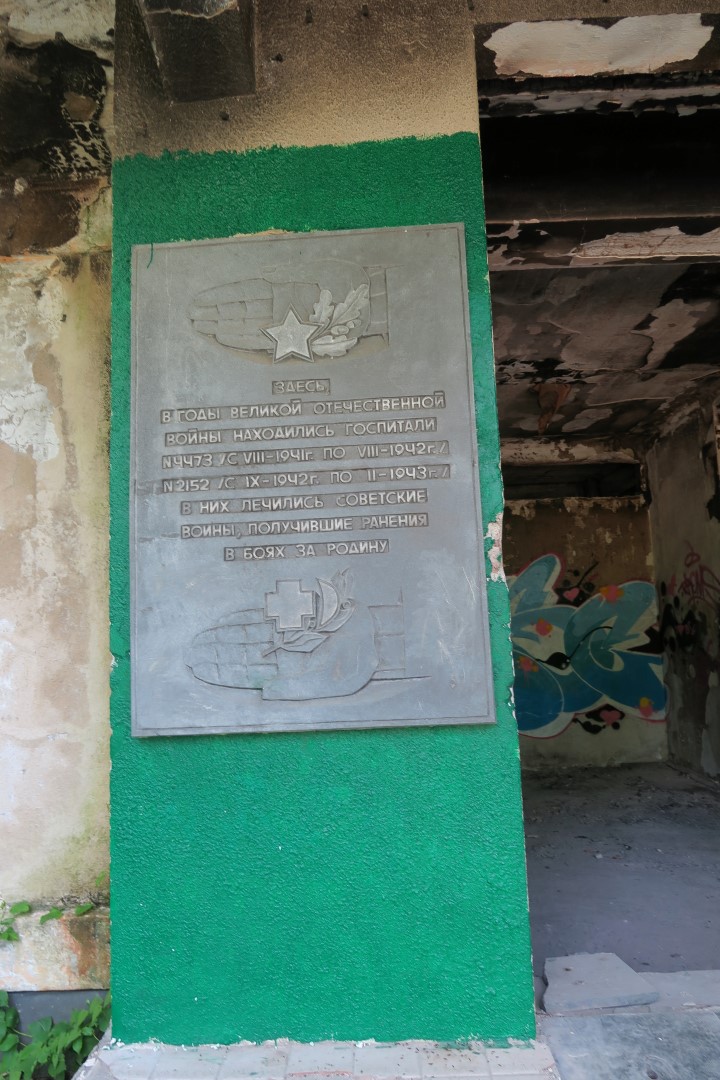 ЗДЕСЬ
В ГОДЫ ВЕЛИКОЙ ОТЕЧЕСТВЕННОЙ
ВОЙНЫ НАХОДИЛИСЬ ГОСПИТАЛИ
№4473 /С VIII-1941г. ПО VIII-1942г./
№2152 /С IX-1942г. ПО II-1943г./
В НИХ ЛЕЧИЛИСЬ СОВЕТСКИЕ
ВОИНЫ, ПОЛУЧИВШИЕ РАНЕНИЯ
В БОЯХ ЗА РОДИНУ